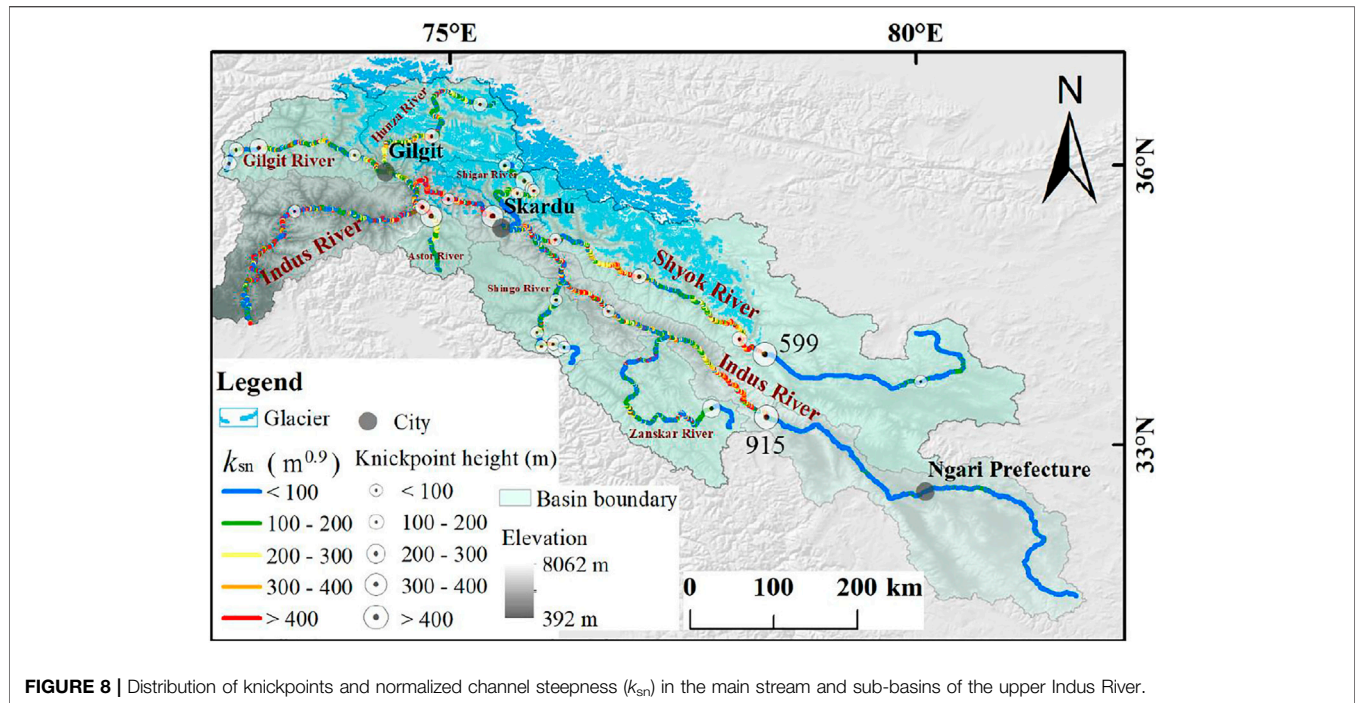 75°E
80°E
N
36°N
33°N
Hunza River
Gilgit
Gilgit River
Shigar River
Skardu
Indus River
Astor River
Shingo River
Shyok River
599
Indus River
Zanskar River
915
Ngari Prefecture
Legend
Glacier
City
ksn ( m0.9) Knickpoint height (m)
< 100 < 100
100 - 200 100 - 200
200 - 300 200 - 300
300 - 400 300 - 400
> 400 > 400
Basin boundary
Elevation
8062 m
392 m
0 100 200 km
FIGURE 8 | Distribution of knickpoints and normalized channel steepness (ksn) in the main stream and sub-basins of the upper Indus River.